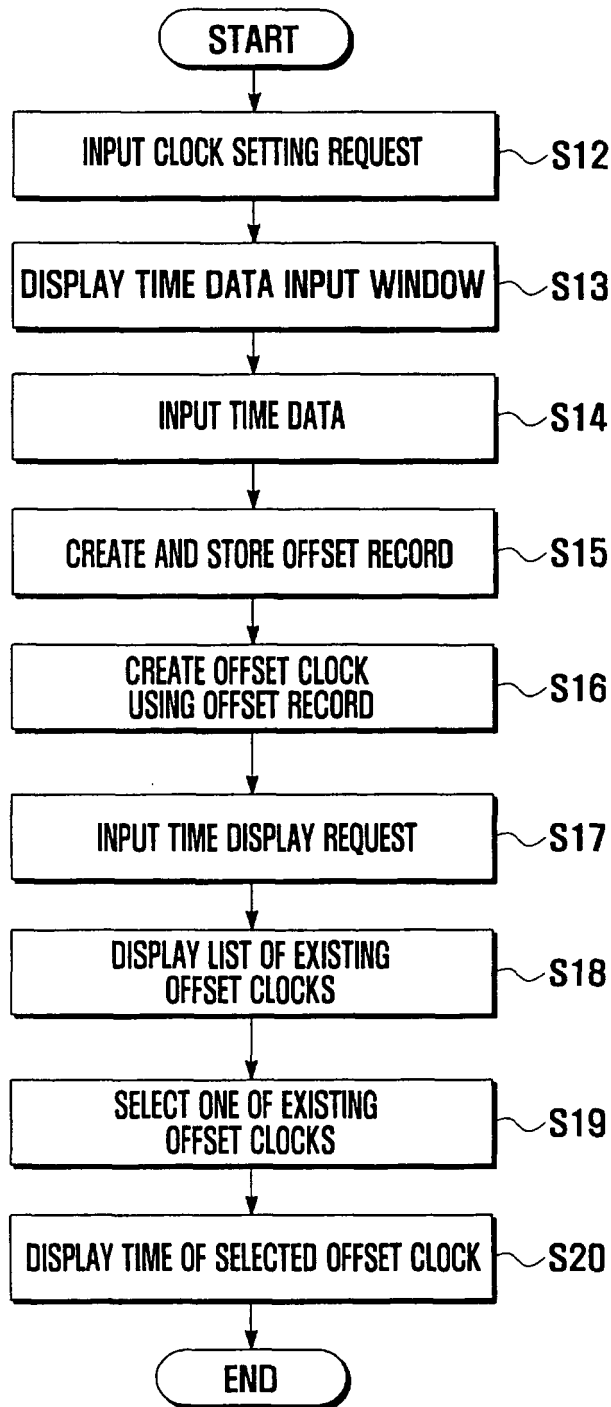 START
INPUT CLOCK SETTING REQUEST
S12
DISPLAY TIME DATA INPUT WINDOW
S13
INPUT TIME DATA
S14
CREATE AND STORE OFFSET RECORD
S15
CREATE OFFSET CLOCK
USING OFFSET RECORD
S16
INPUT TIME DISPLAY REQUEST
S17
DISPLAY LIST OF EXISTING
OFFSET CLOCKS
S18
SELECT ONE OF EXISTING
OFFSET CLOCKS
S19
DISPLAY TIME OF SELECTED OFFSET CLOCK
S20
END